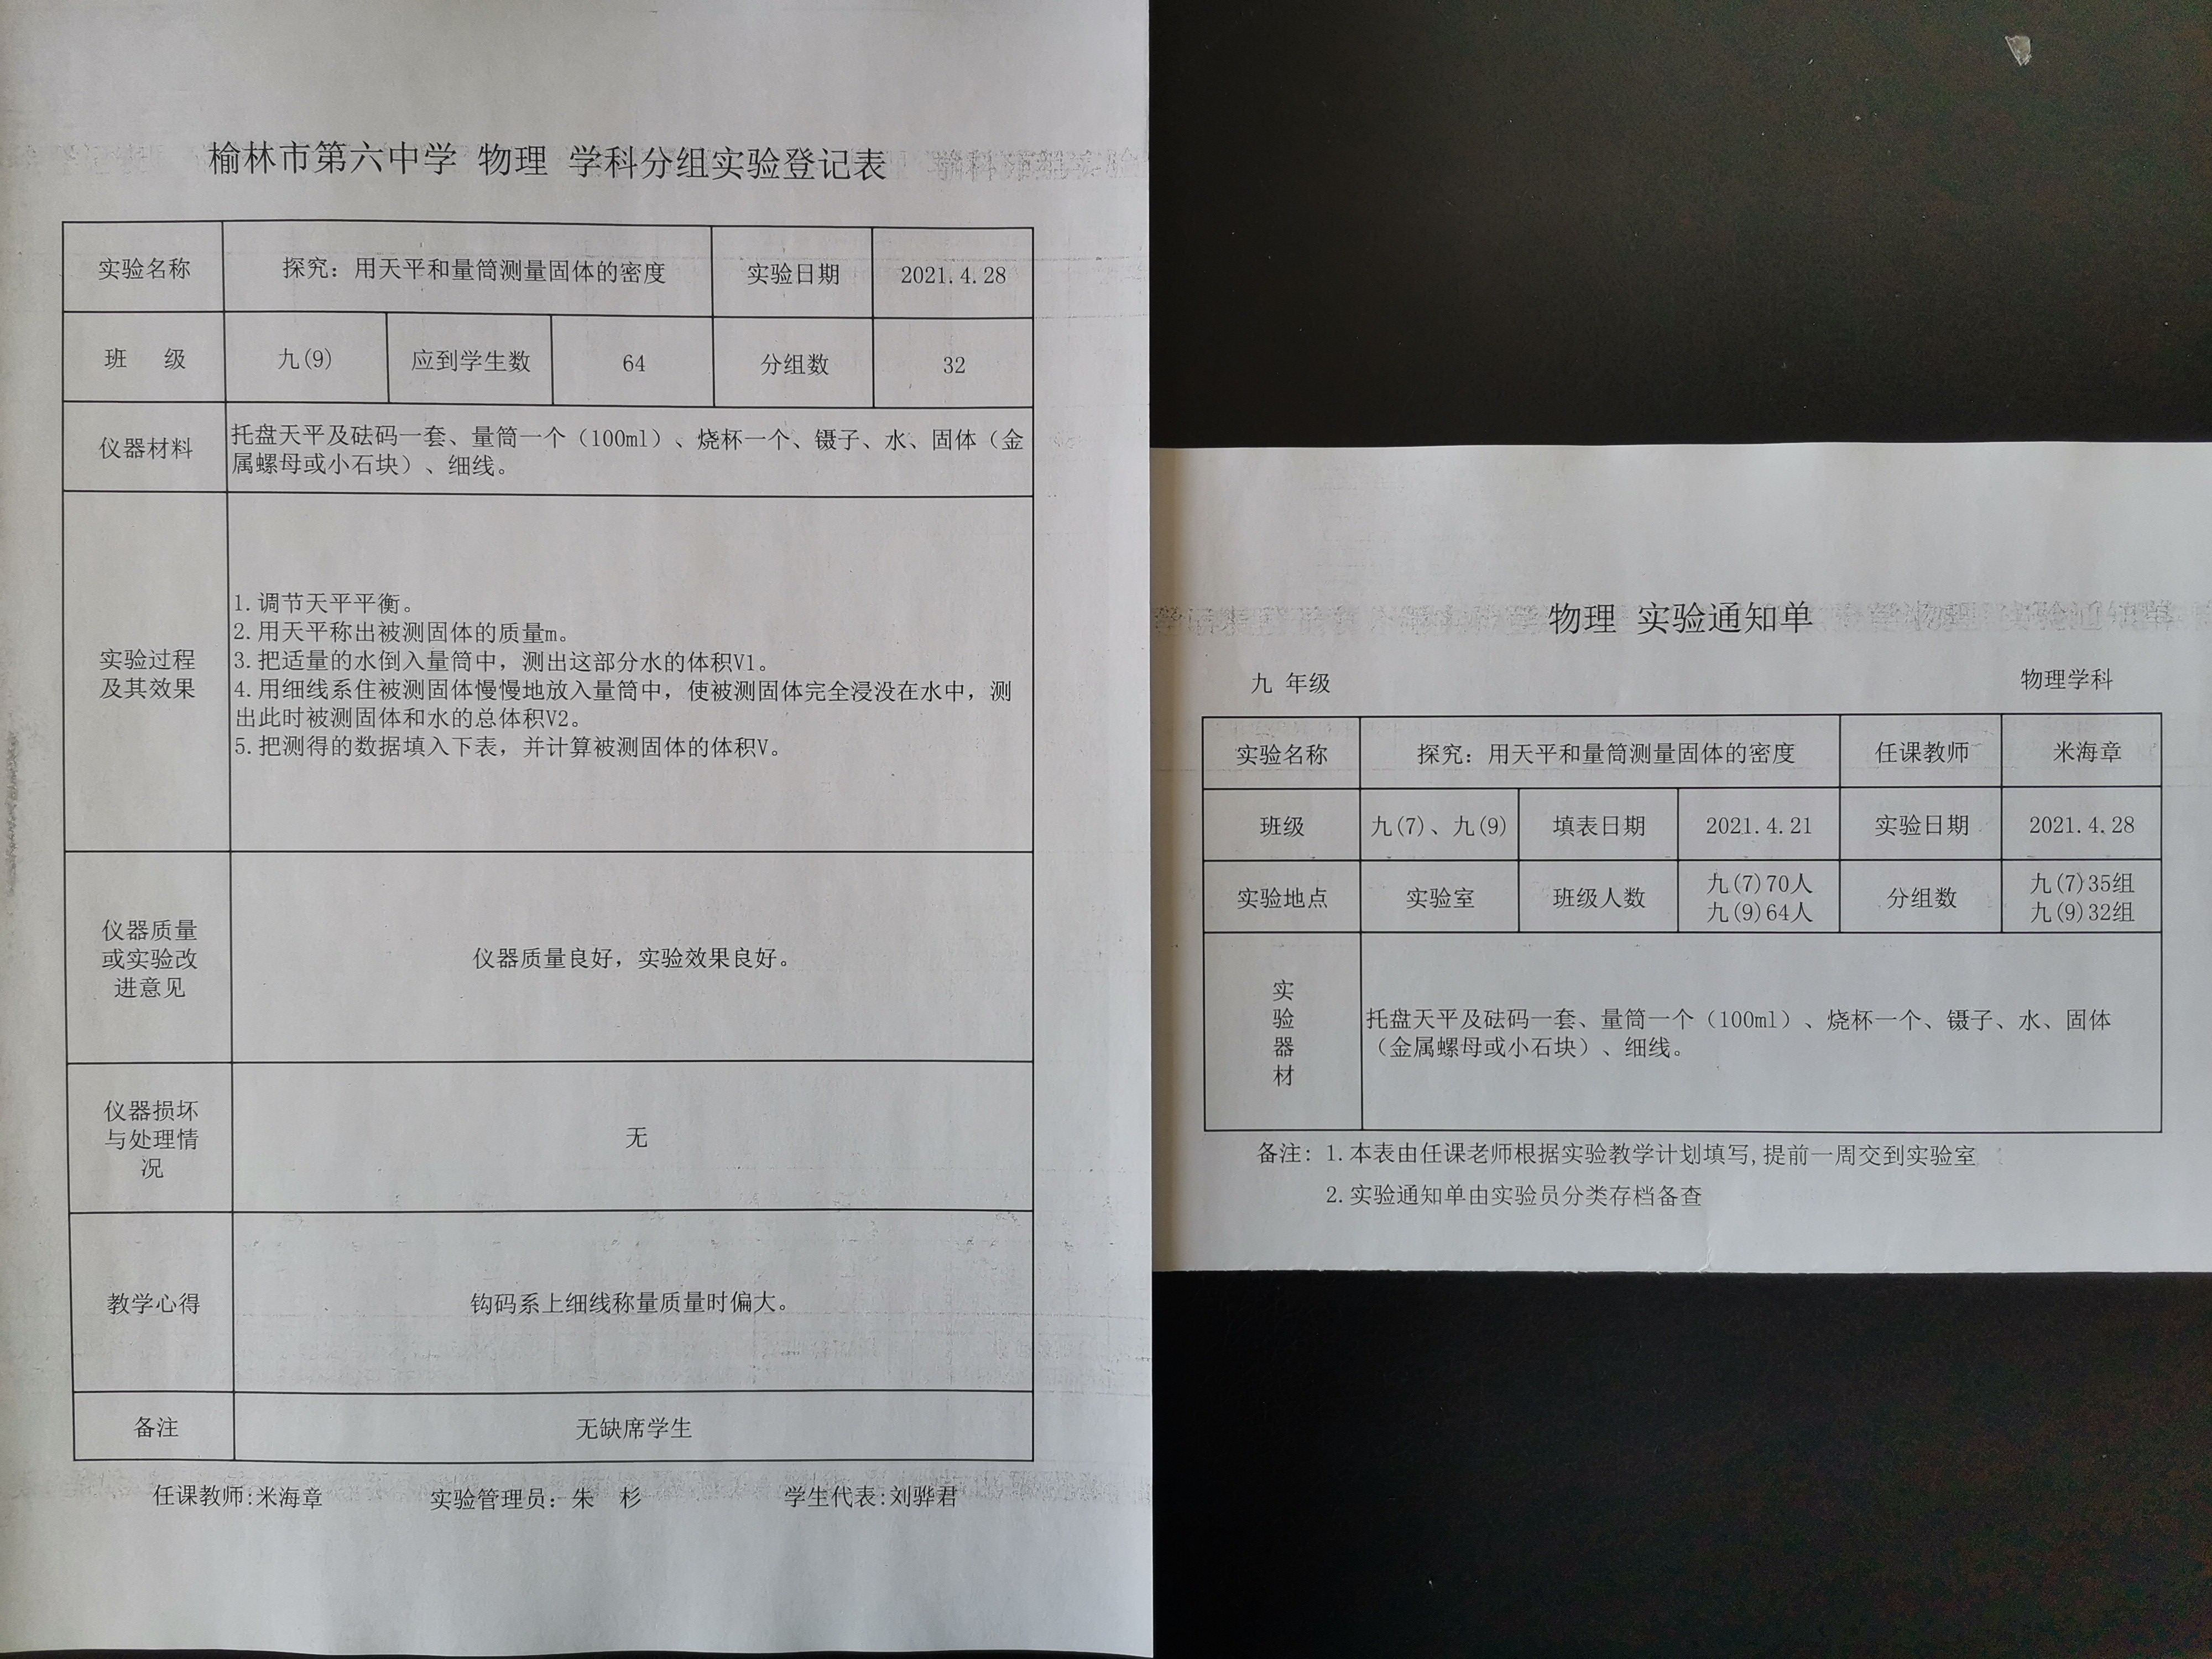 榆林市第六中学 物理 学科分组实验登记表
实验名称 探究：用天平和量筒测量固体的密度 实验日期 2021.4.28
班 级 九(9) 应到学生数 64 分组数 32
仪器材料 托盘天平及砝码一套、量筒一个（100ml）、烧杯一个、镊子、水、固体（金
属螺母或小石块）、细线。
实验过程
及其效果
1.调节天平平衡。
2.用天平称出被测固体的质量m。
3.把适量的水倒入量筒中，测出这部分水的体积V1。
4.用细线系住被测固体慢慢地放入量筒中，使被测固体完全浸没在水中，测
出此时被测固体和水的总体积V2。
5.把测得的数据填入下表，并计算被测固体的体积V。
仪器质量
或实验改
进意见
仪器质量良好，实验效果良好。
仪器损坏
与处理情
况
无
教学心得 钩码系上细线称量质量时偏大。
备注 无缺席学生
任课教师:米海章 实验管理员：朱 杉 学生代表:刘骅君
物理 实验通知单
九 年级 物理学科
实验名称 探究：用天平和量筒测量固体的密度 任课教师 米海章
班级 九(7)、九(9) 填表日期 2021.4.21 实验日期 2021.4.28
实验地点 实验室 班级人数 九(7)70人 分组数 九(7)35组
九(9)64人 九(9)32组
实
验
器
材
托盘天平及砝码一套、量筒一个（100ml）、烧杯一个、镊子、水、固体
（金属螺母或小石块）、细线。
备注: 1.本表由任课老师根据实验教学计划填写,提前一周交到实验室
2.实验通知单由实验员分类存档备查